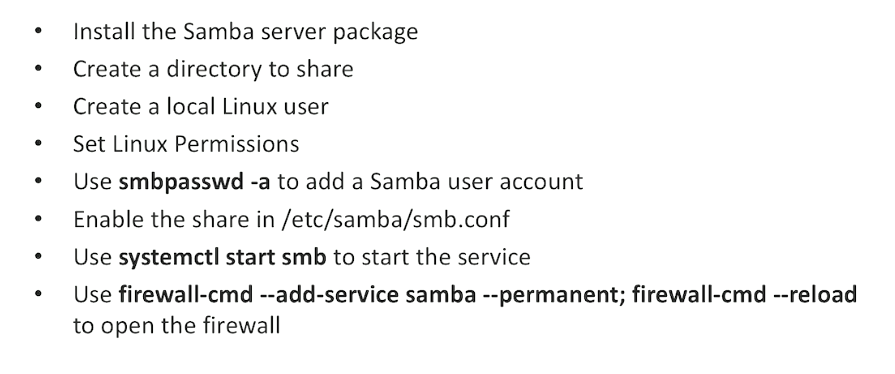 • Install the Samba server package
• Create a directory to share
• Create a local Linux user
• Set Linux Permissions
• Use smbpasswd -a to add a Samba user account
• Enable the share in /etc/samba/smb.conf
• Use systemctl start smb to start the service
• Use firewall-cmd --add-service samba --permanent; firewall-cmd --reload
to open the firewall